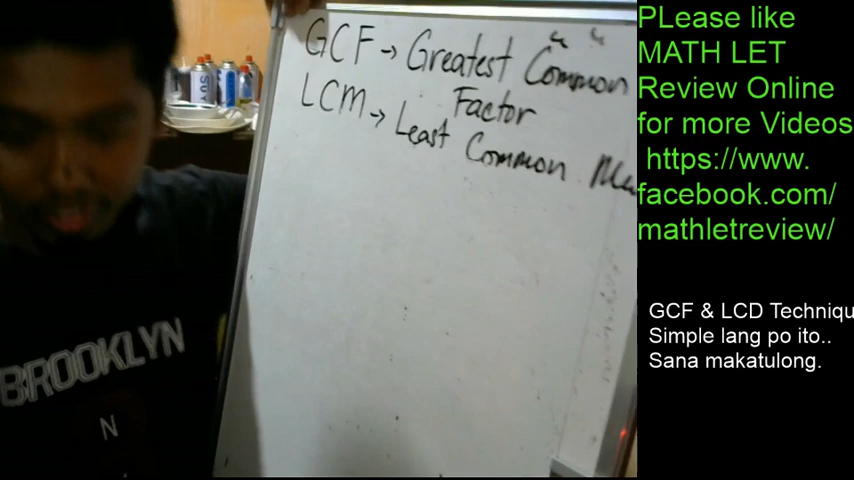 GCF → Greatest Common
Factor
LCM → Least Common
BROOKLYN
N
PLease like
MATH LET
Review Online
for more Videos
https://www.
facebook.com/
mathletreview/
GCF & LCD Techniqu
Simple lang po ito..
Sana makatulong.